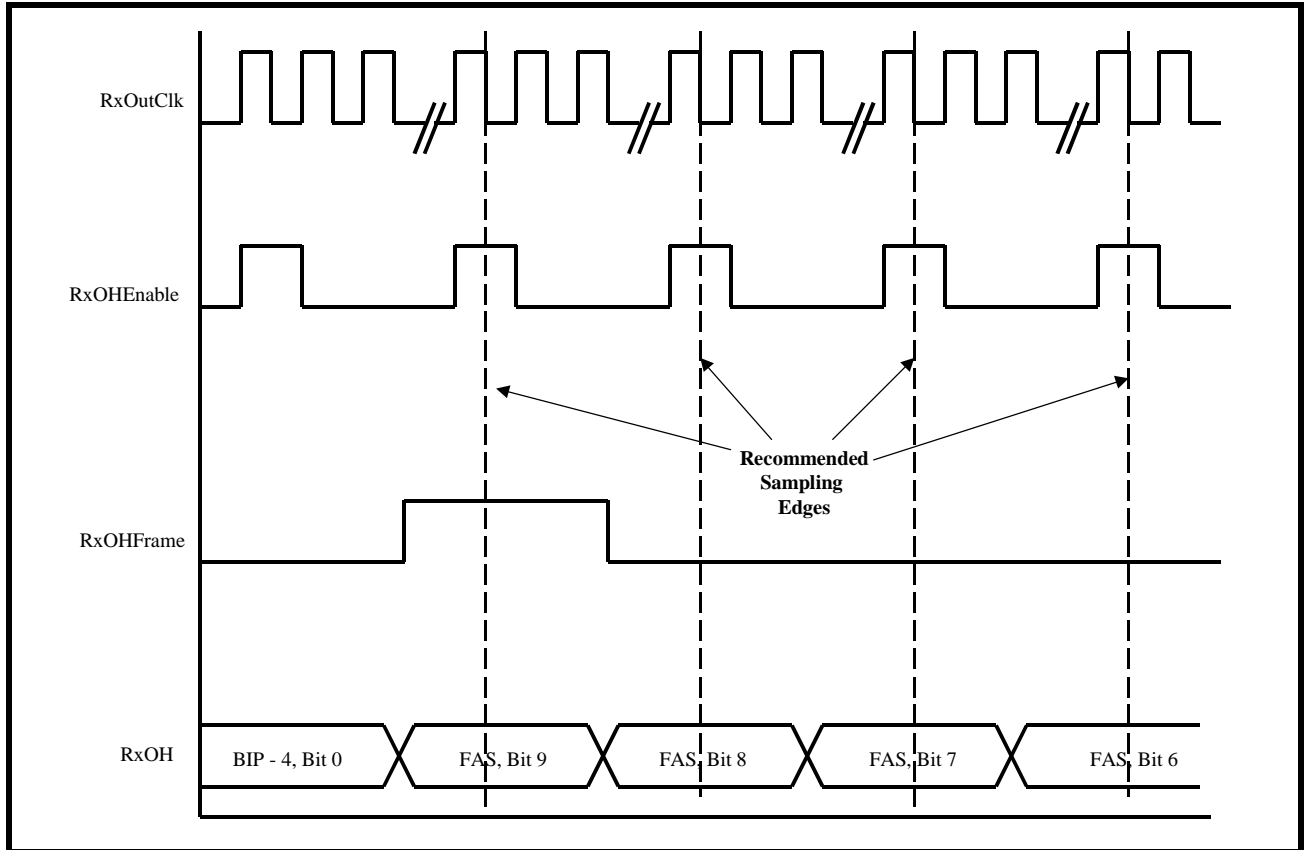 RxOutClk
RxOHEnable
Recommended
Sampling
Edges
RxOHFrame
RxOH
BIP - 4, Bit 0
FAS, Bit 9
FAS, Bit 8
FAS, Bit 7
FAS, Bit 6